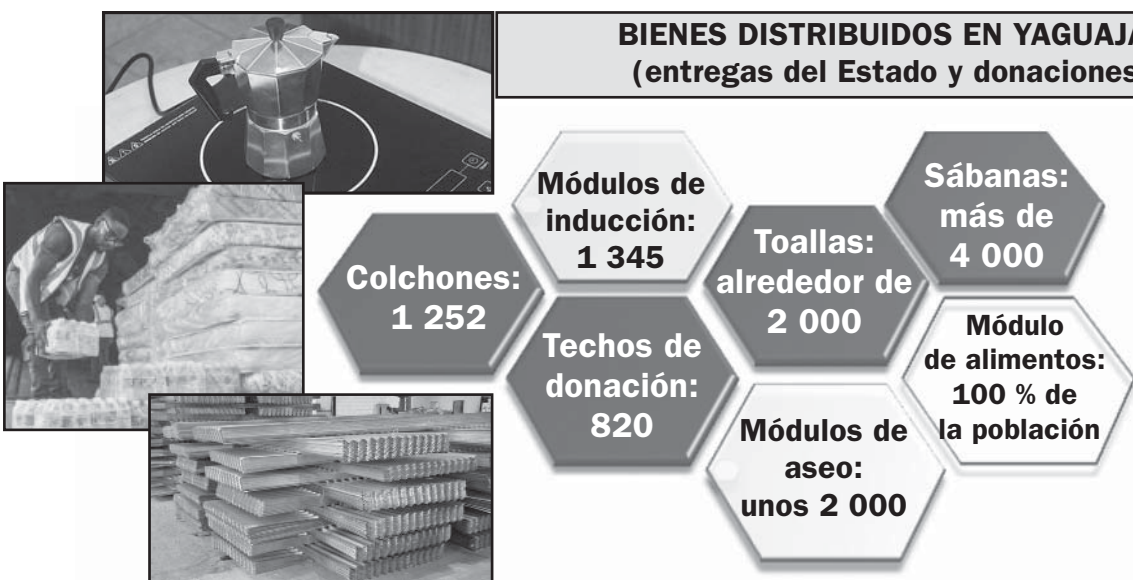 BIENES DISTRIBUIDOS EN YAGUAJA
(entregas del Estado y donaciones
Colchones:
1 252
Módulos de
inducción:
1 345
Techos de
donación:
820
Toallas:
alrededor de
2 000
Sábanas:
más de
4 000
Módulo
de alimentos:
100 % de
la población
Módulos de
aseo:
unos 2 000